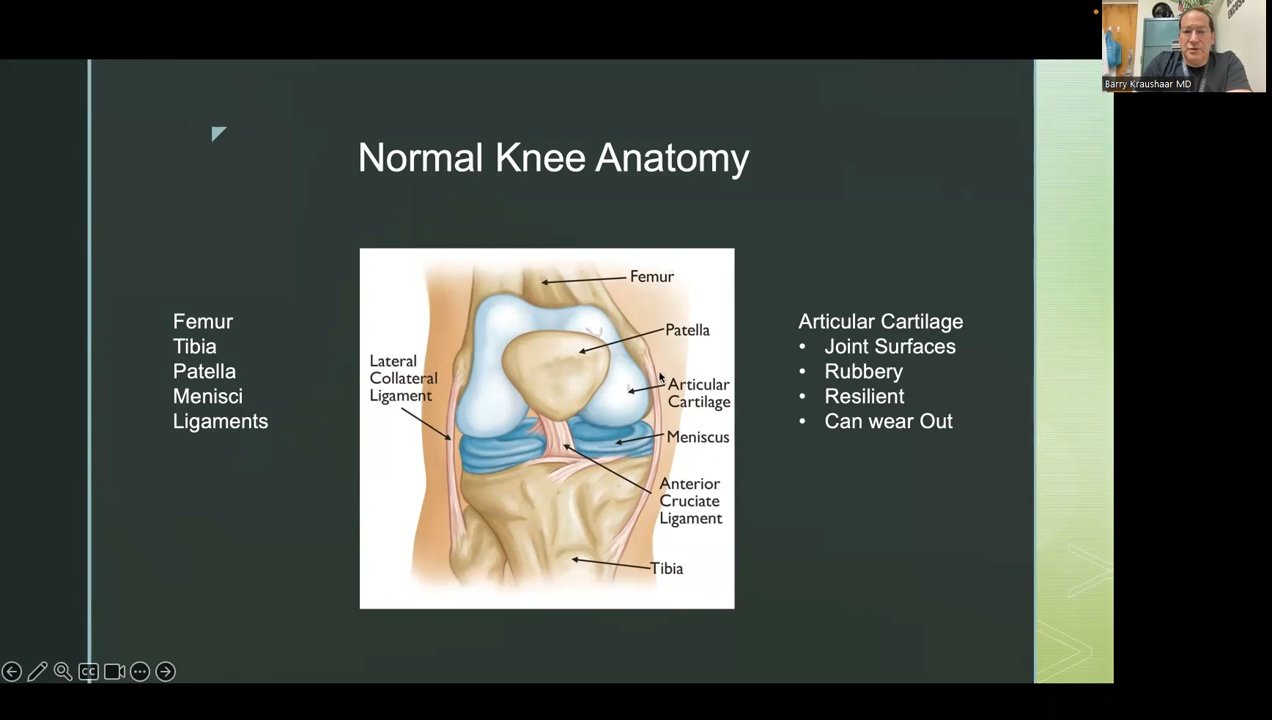 Barry Kraushaar MD
Normal Knee Anatomy
Femur
Tibia
Patella
Menisci
Ligaments
Femur
Patella
Lateral
Collateral
Ligament
Articular
Cartilage
Meniscus
Anterior
Cruciate
Ligament
Tibia
Articular Cartilage
• Joint Surfaces
• Rubbery
• Resilient
• Can wear Out
CC